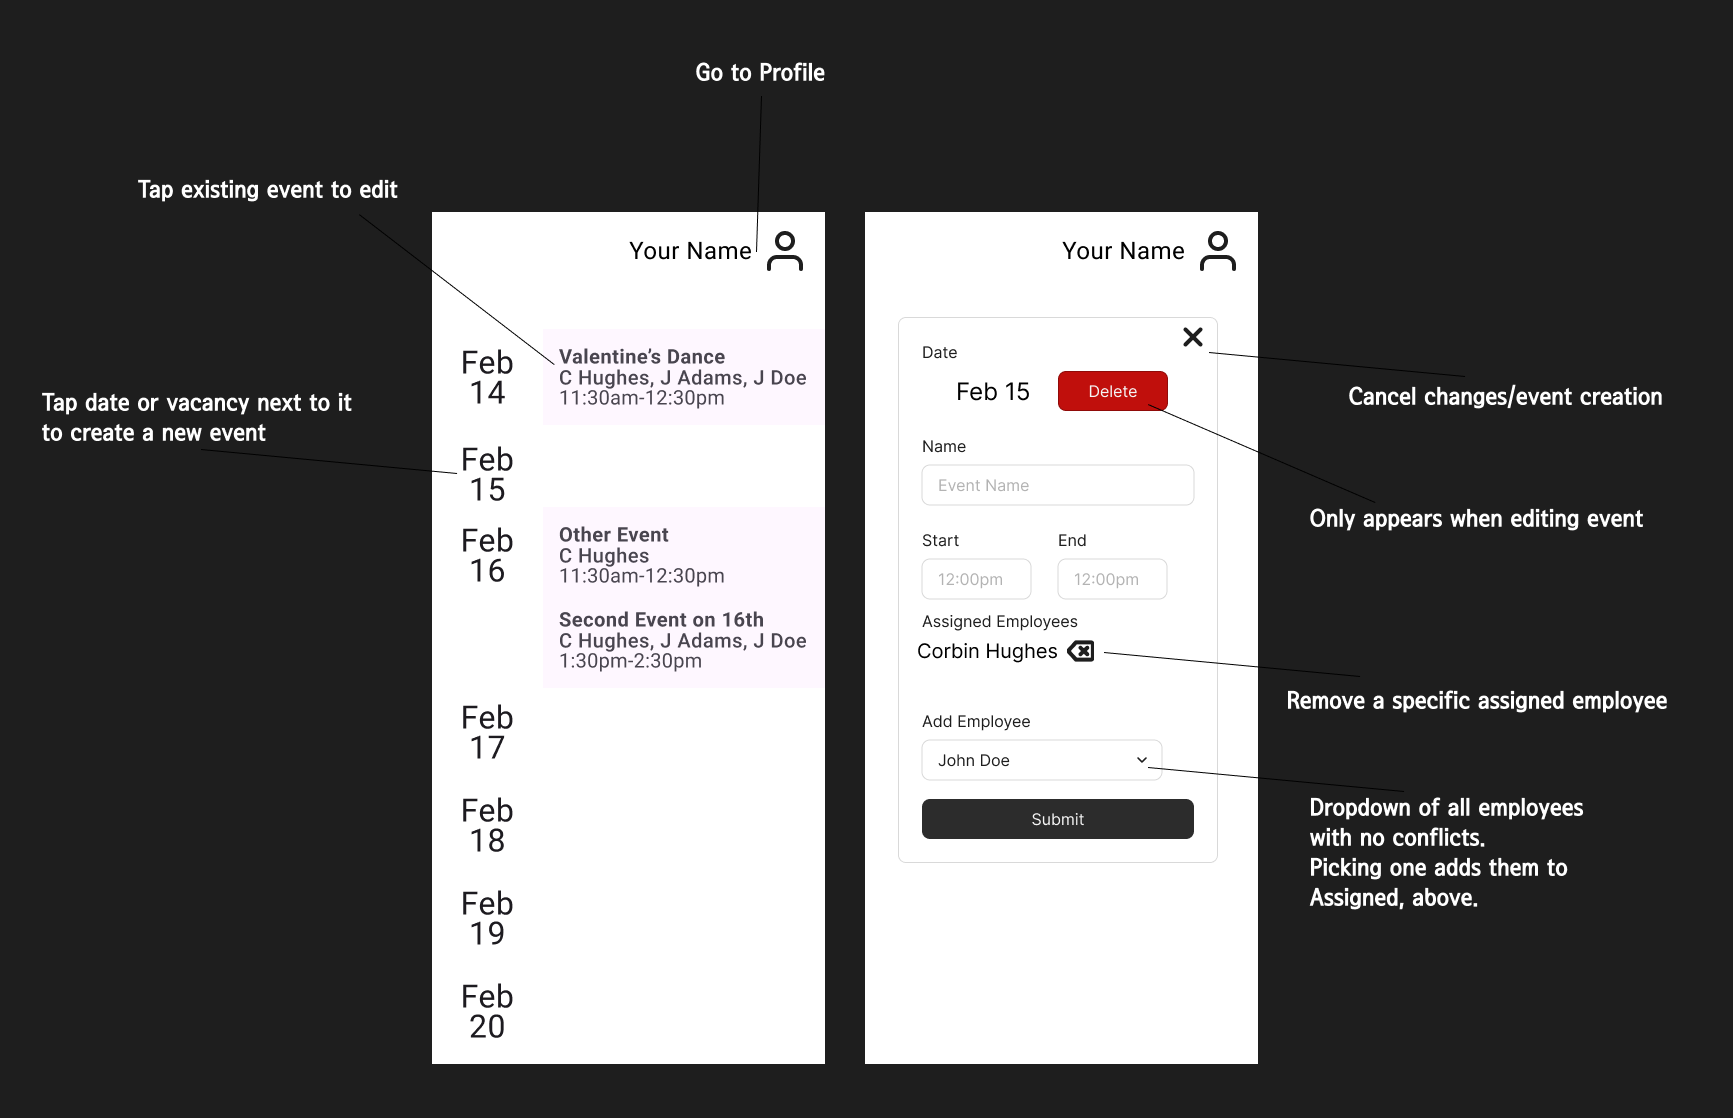 Go to Profile
Tap existing event to edit
Tap date or vacancy next to it
to create a new event
Your Name
Feb
14
Valentine's Dance
C Hughes, J Adams, J Doe
11:30am-12:30pm
Feb
15
Feb
16
Other Event
C Hughes
11:30am-12:30pm
Second Event on 16th
C Hughes, J Adams, J Doe
1:30pm-2:30pm
Feb
17
Feb
18
Feb
19
Feb
20
Your Name
Date
Feb 15
Delete
Name
Event Name
Start
End
12:00pm
12:00pm
Assigned Employees
Corbin Hughes
Add Employee
John Doe
Submit
Cancel changes/event creation
Only appears when editing event
Remove a specific assigned employee
Dropdown of all employees
with no conflicts.
Picking one adds them to
Assigned, above.